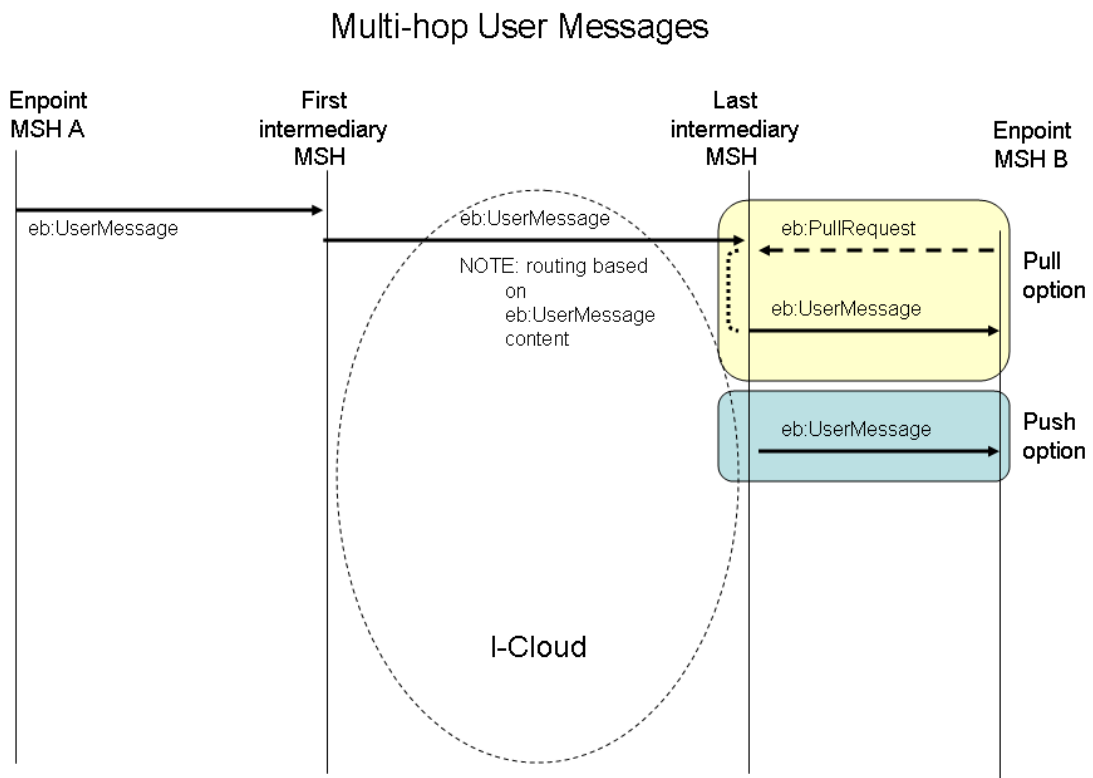 Multi-hop User Messages
Enpoint
MSH A
First
intermediary
MSH
Last
intermediary
MSH
Enpoint
MSH B
eb:UserMessage
eb:UserMessage
NOTE: routing based
on
eb:UserMessage
content
eb:PullRequest
eb:UserMessage
Pull
option
eb:UserMessage
Push
option
I-Cloud